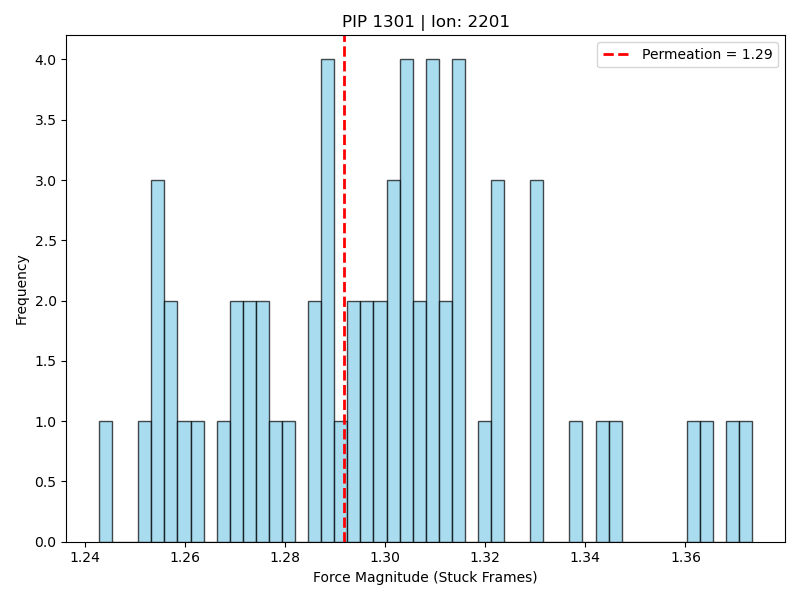 PIP 1301 | Ion: 2201
Permeation = 1.29
4.0
3.5
3.0
2.5
2.0
1.5
1.0
0.5
0.0
Frequency
1.24 1.26 1.28 1.30 1.32 1.34 1.36
Force Magnitude (Stuck Frames)